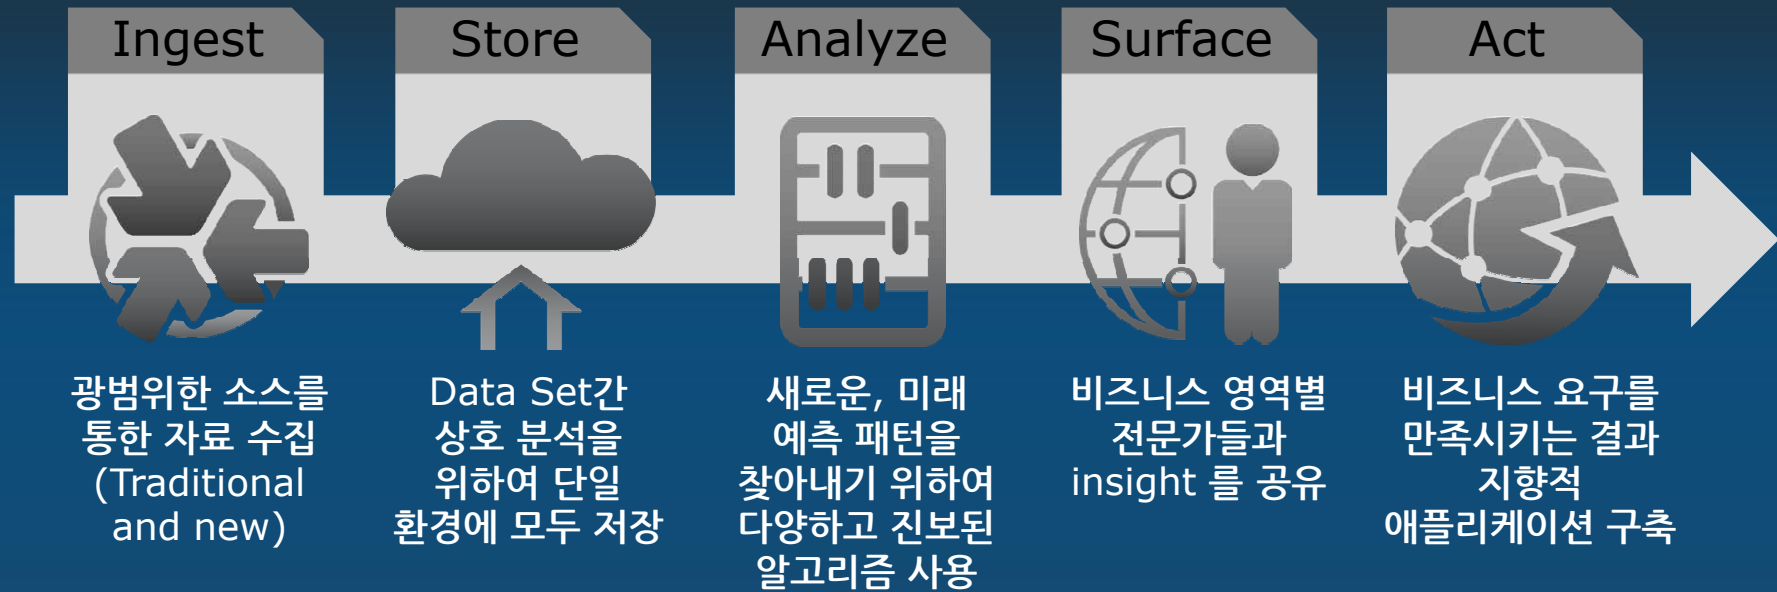 Ingest
Store
Analyze
Surface
Act
광범위한 소스를
통한 자료 수집
(Traditional
and new)
Data Set간
상호 분석을
위하여 단일
환경에 모두 저장
새로운, 미래
예측 패턴을
찾아내기 위하여
다양하고 진보된
알고리즘 사용
비즈니스 영역별
전문가들과
insight 를 공유
비즈니스 요구를
만족시키는 결과
지향적
애플리케이션 구축